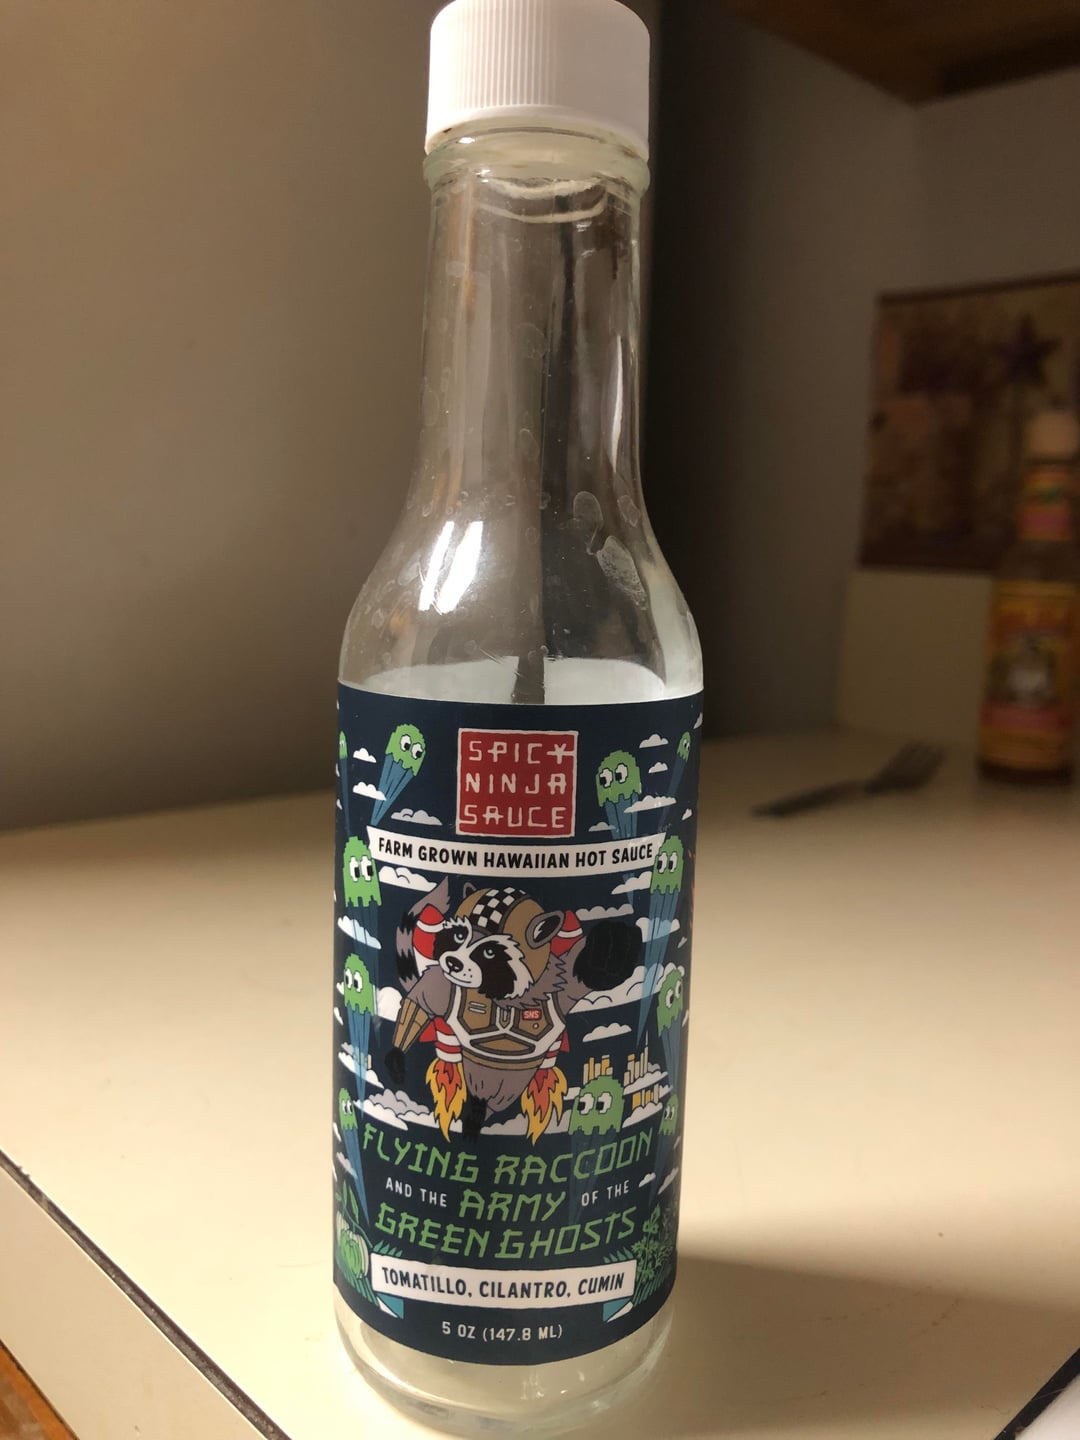 SPICY
NINJA
SAUCE
FARM GROWN HAWAIIAN HOT SAUCE
SNS
FLYING RACCOON
AND THE ARMY OF THE
GREEN GHOSTS
TOMATILLO, CILANTRO, CUMIN
5 OZ (147.8 ML)